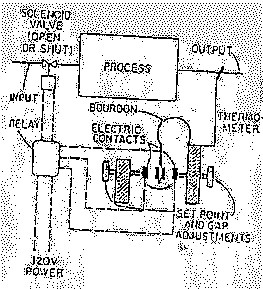 SOLENOID
VALVE
(OPEN
OR SHUT)
OUTPUT
PROCESS
INPUT
BOURDON
THERMO-
METER
RELAY
ELECTRIC
CONTACTS
SET POINT
AND GAP
ADJUSTMENTS
120V
POWER